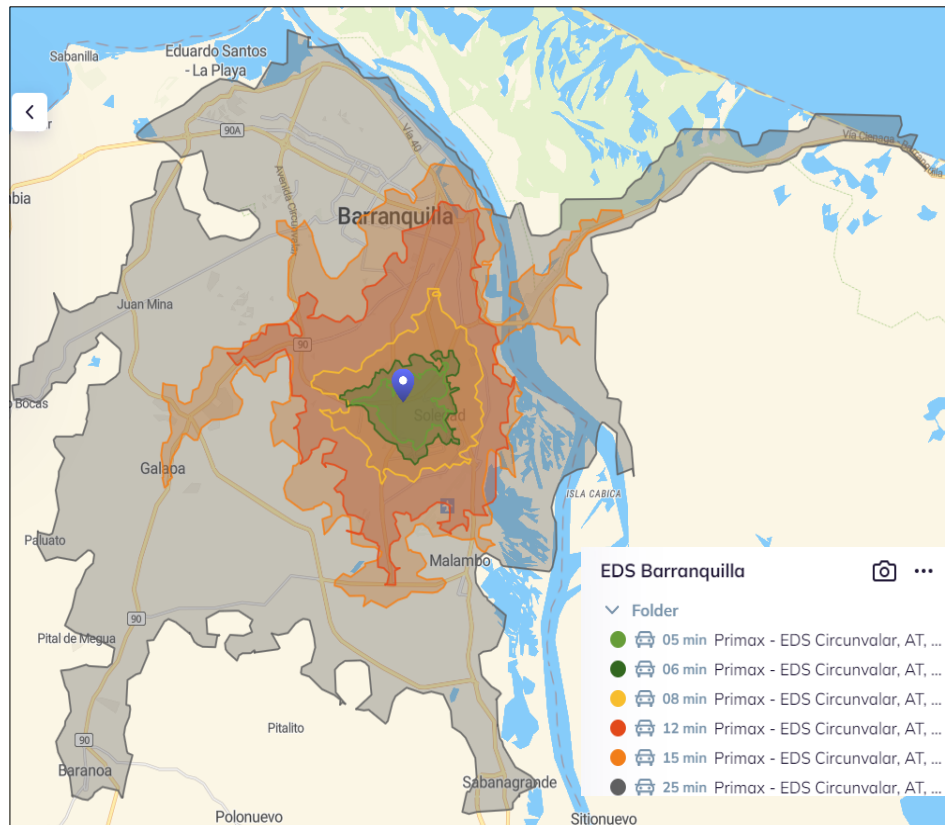 Sabanilla
Eduardo Santos
- La Playa
90A
Vía 40
Vía Cienaga - Barranquilla
Avenida Circunvalar
Barranquilla
Juan Mina
90
Bocas
Soledad
Galapa
ISLA CABICA
Paluato
Malambo
90
Pital de Megua
Pitalito
90
Baranoa
Sabanagrande
Polonuevo
Sitionuevo
EDS Barranquilla
Folder
05 min Primax - EDS Circunvalar, AT, ...
06 min Primax - EDS Circunvalar, AT, ...
08 min Primax - EDS Circunvalar, AT, ...
12 min Primax - EDS Circunvalar, AT, ...
15 min Primax - EDS Circunvalar, AT, ...
25 min Primax - EDS Circunvalar, AT, ...